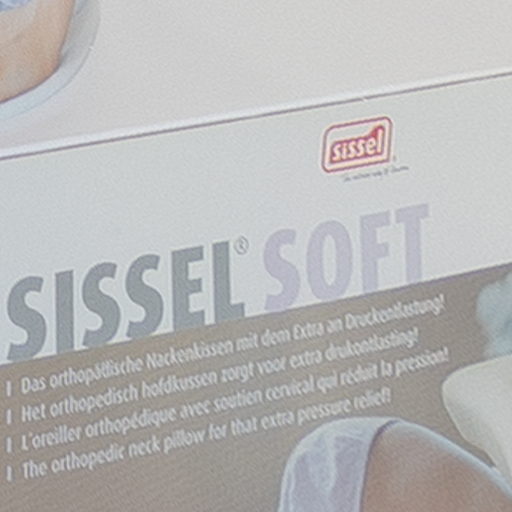 sissel
SISSEL® SOFT
| Das orthopädische Nackenkissen mit dem Extra an Druckentlastung!
| Het orthopedisch hoofdkussen zorgt voor extra drukontlasting!
| L'oreiller orthopédique avec soutien cervical qui réduit la pression!
| The orthopedic neck pillow for that extra pressure relief!